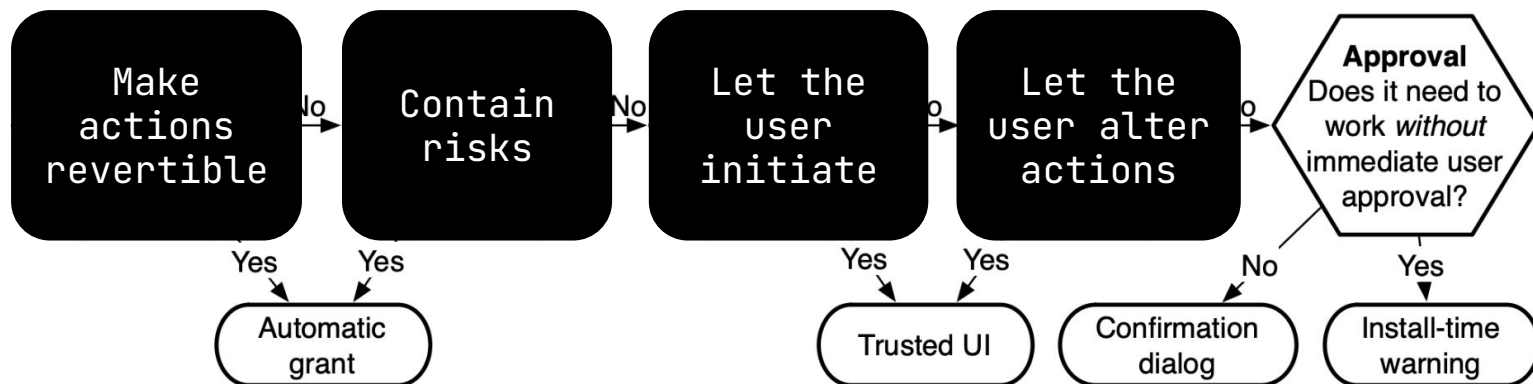 Make
actions
revertible
No
Contain
risks
No
Let the
user
initiate
Let the
user alter
actions
Approval
Does it need to
work without
immediate user
approval?
Yes
Yes
Yes
Yes
No
Yes
Automatic
grant
Trusted UI
Confirmation
dialog
Install-time
warning